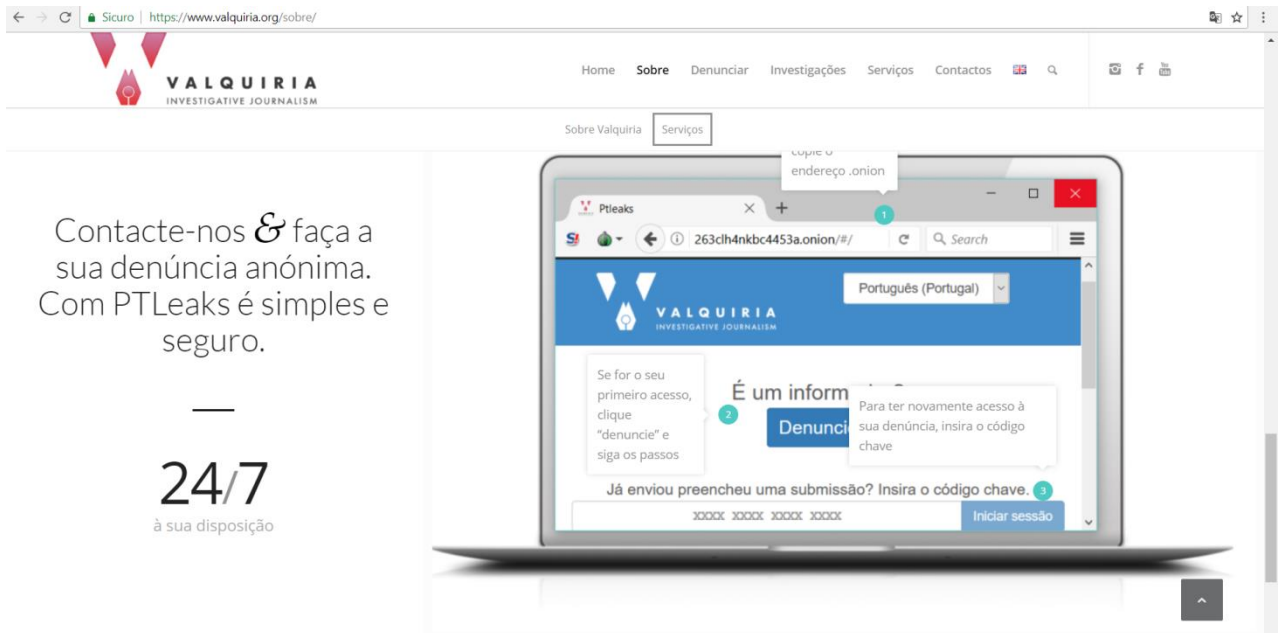 Sicuro | https://www.valquiria.org/sobre/
VALQUIRIA
INVESTIGATIVE JOURNALISM
Home Sobre Denunciar Investigações Serviços Contactos
Sobre Valquiria Serviços
Contacte-nos & faça a
sua denúncia anónima.
Com PTLeaks é simples e
seguro.
24/7
à sua disposição
copie o
endereço .onion
1
Ptleaks
263clh4nkbc4453a.onion/#/
Search
VALQUIRIA
INVESTIGATIVE JOURNALISM
Português (Portugal)
Se for o seu
primeiro acesso,
clique
“denuncie” e
siga os passos
2
É um inform
Denunci
Para ter novamente acesso à
sua denúncia, insira o código
chave
Já enviou preencheu uma submissão? Insira o código chave.
3
xxxx xxxx xxxx xxxx
Iniciar sessão